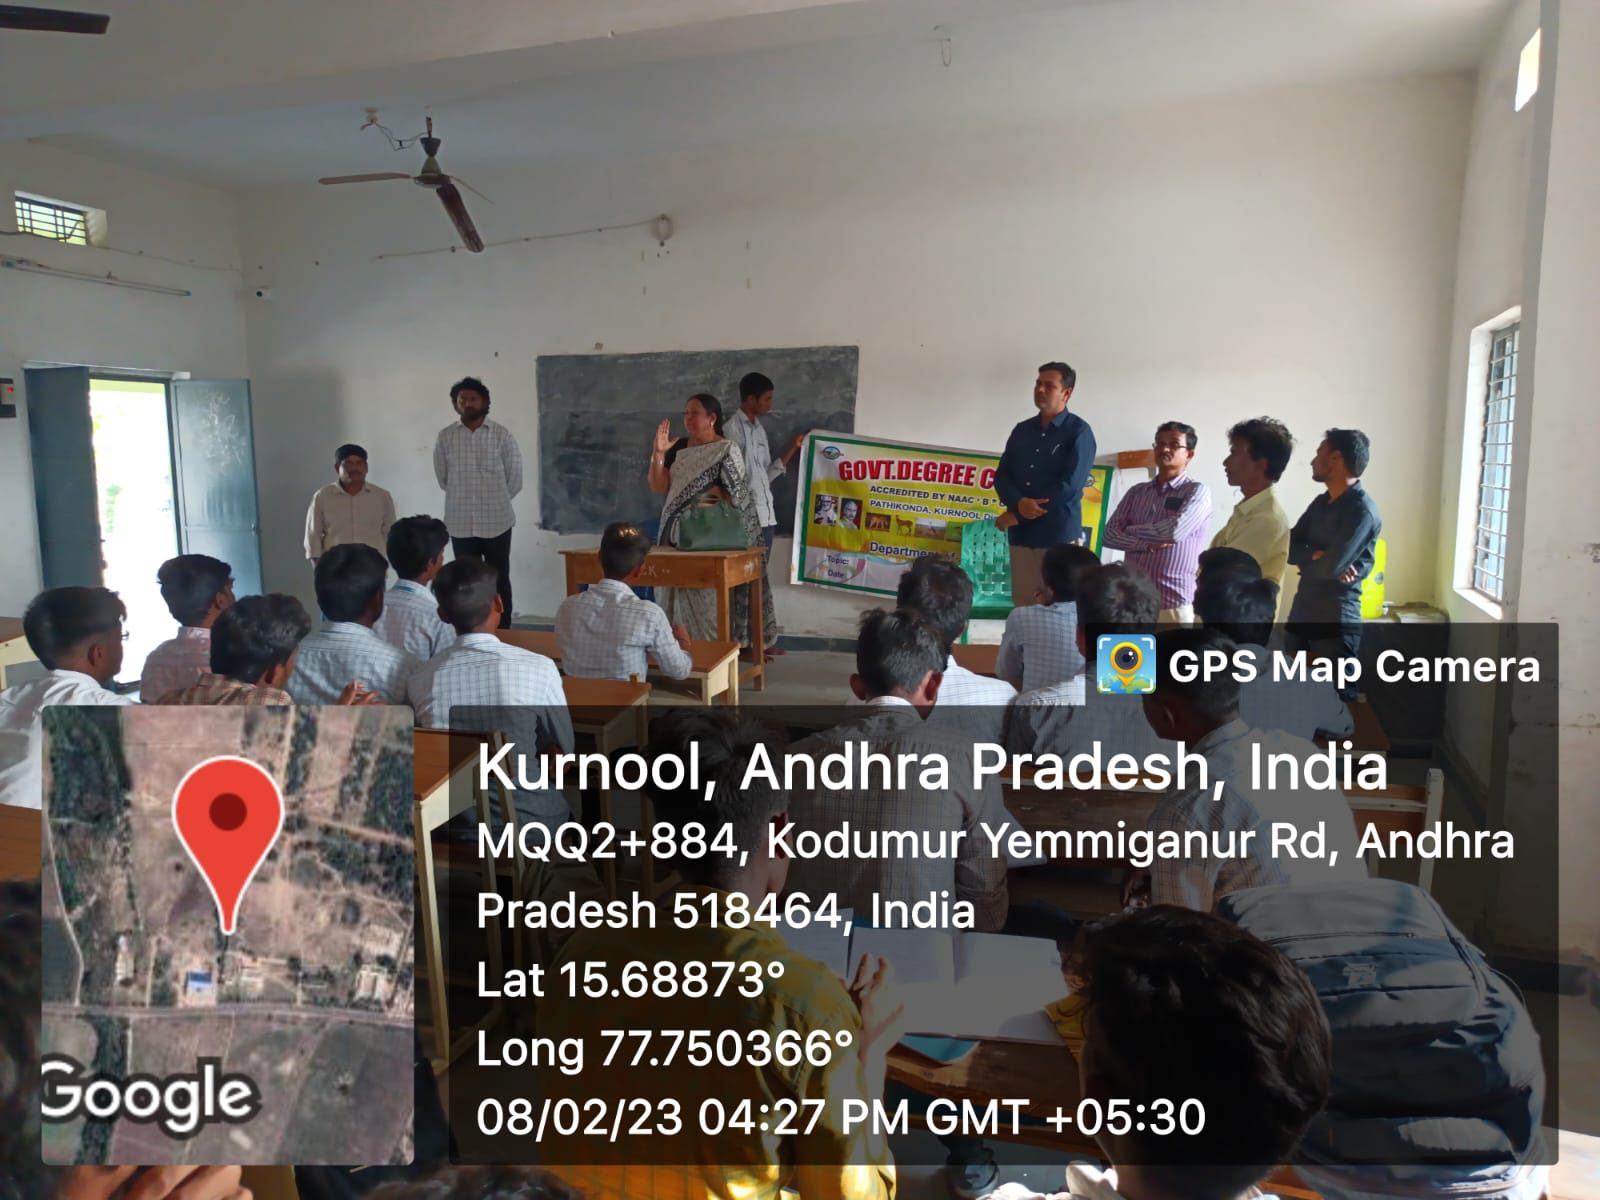 GOVT.DEGREE C
ACCREDITED BY NAAC "B"
PATHIKONDA, KURNOOL Di
Department of
Topic:
Date:
GPS Map Camera
Kurnool, Andhra Pradesh, India
MQQ2+884, Kodumur Yemmiganur Rd, Andhra
Pradesh 518464, India
Lat 15.68873°
Long 77.750366°
08/02/23 04:27 PM GMT +05:30
Google